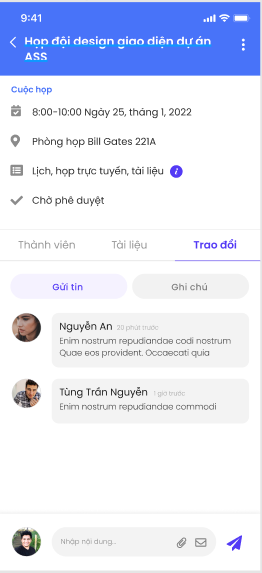 9:41
Họp đội design giao diện dự án
ASS
Cuộc họp
8:00-10:00 Ngày 25, tháng 1, 2022
Phòng họp Bill Gates 221A
Lịch, họp trực tuyến, tài liệu
i
Chờ phê duyệt
Thành viên
Tài liệu
Trao đổi
Gửi tin
Ghi chú
Nguyễn An 20 phút trước
Enim nostrum repudiandae codi nostrum
Quae eos provident. Occaecati quia
Tùng Trần Nguyễn 1 giờ trước
Enim nostrum repudiandae commodi
Nhập nội dung...